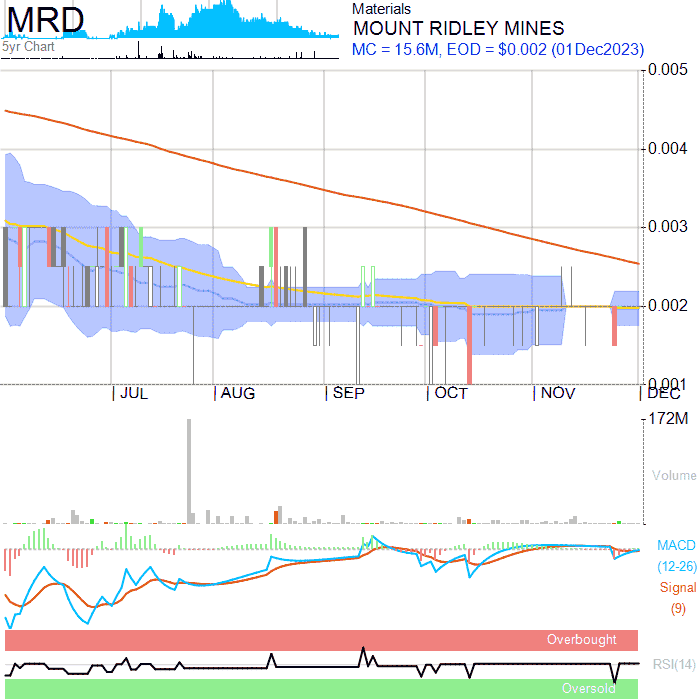 MRD
5yr Chart
Materials
MOUNT RIDLEY MINES
MC = 15.6M, EOD = $0.002 (01Dec2023)
0.005
0.004
0.003
0.002
0.001
JUL AUG SEP OCT NOV DEC
172M
Volume
MACD
(12-26)
Signal
(9)
Overbought
RSI(14)
Oversold